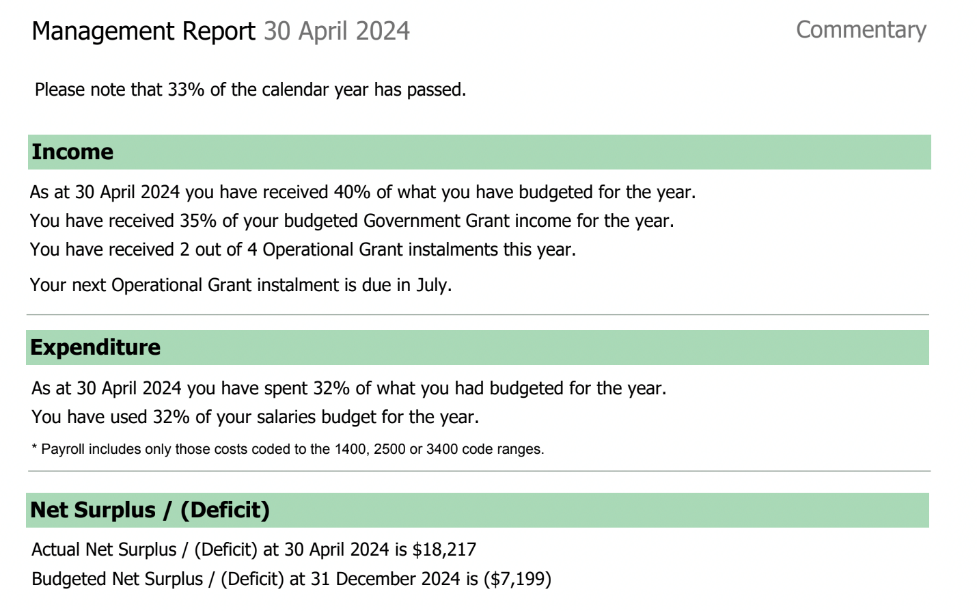 Management Report 30 April 2024 Commentary
Please note that 33% of the calendar year has passed.
Income
As at 30 April 2024 you have received 40% of what you have budgeted for the year.
You have received 35% of your budgeted Government Grant income for the year.
You have received 2 out of 4 Operational Grant instalments this year.
Your next Operational Grant instalment is due in July.
Expenditure
As at 30 April 2024 you have spent 32% of what you had budgeted for the year.
You have used 32% of your salaries budget for the year.
* Payroll includes only those costs coded to the 1400, 2500 or 3400 code ranges.
Net Surplus / (Deficit)
Actual Net Surplus / (Deficit) at 30 April 2024 is $18,217
Budgeted Net Surplus / (Deficit) at 31 December 2024 is ($7,199)